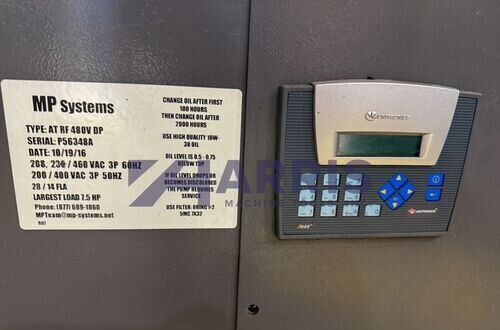 MP Systems
TYPE: AT RF 480V DP
SERIAL: P56348A
DATE: 10/19/16
208, 230 / 460 VAC 3P 60HZ
200 / 400 VAC 3P 50HZ
28 / 14 FLA
LARGEST LOAD 7.5 HP
Phone: (877) 689-1860
MPTeam@mp-systems.net
CHANGE OIL AFTER FIRST
100 HOURS
THEN CHANGE OIL AFTER
2000 HOURS
USE HIGH QUALITY 10W-
30 OIL
OIL LEVEL IS 0.5 - 0.75
BELOW TOP
IF OIL LEVEL DROPS OR
BECOMES DISCOLORED
THE PUMP REQUIRES
SERVICE
USE FILTER: ORING #2
SMC 7X32
UNITRONICS
Jazz
UNITRONICS